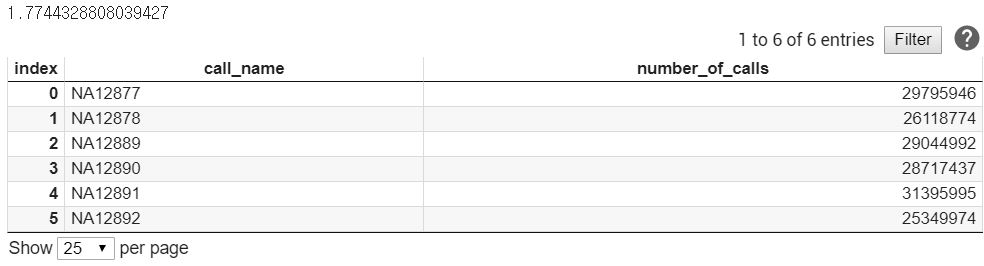 1.7744328808039427
1 to 6 of 6 entries Filter ?
index call_name number_of_calls
0 NA12877 29795946
1 NA12878 26118774
2 NA12889 29044992
3 NA12890 28717437
4 NA12891 31395995
5 NA12892 25349974
Show 25 per page